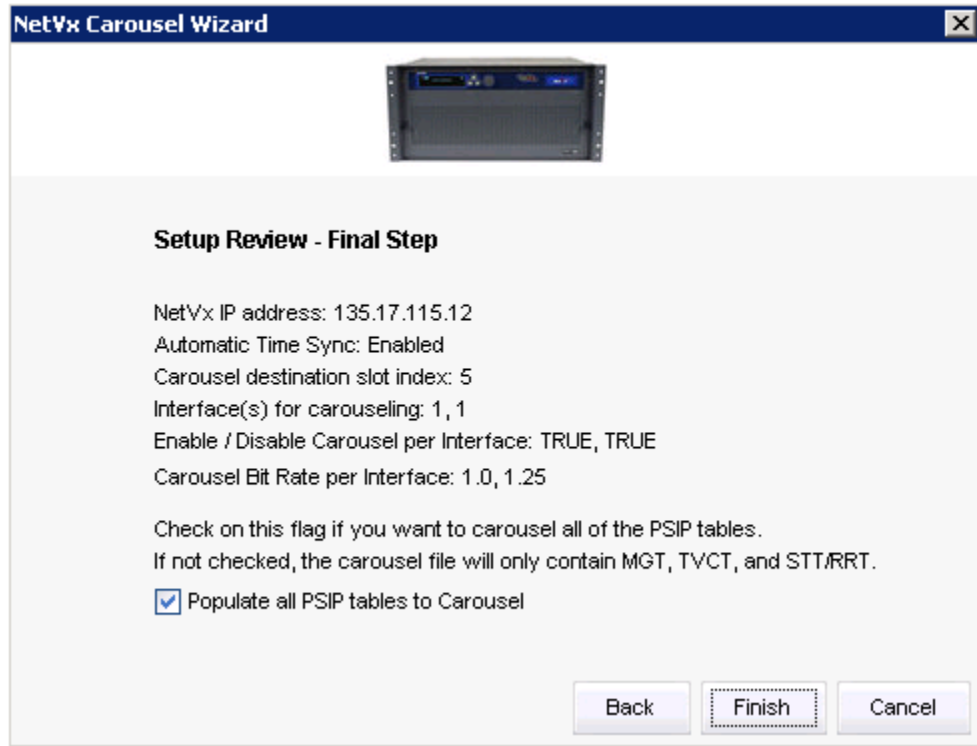 NetVx Carousel Wizard
Setup Review - Final Step
NetVx IP address: 135.17.115.12
Automatic Time Sync: Enabled
Carousel destination slot index: 5
Interface(s) for carouseling: 1, 1
Enable / Disable Carousel per Interface: TRUE, TRUE
Carousel Bit Rate per Interface: 1.0, 1.25
Check on this flag if you want to carousel all of the PSIP tables.
If not checked, the carousel file will only contain MGT, TVCT, and STT/RRT.
Populate all PSIP tables to Carousel
Back Finish Cancel